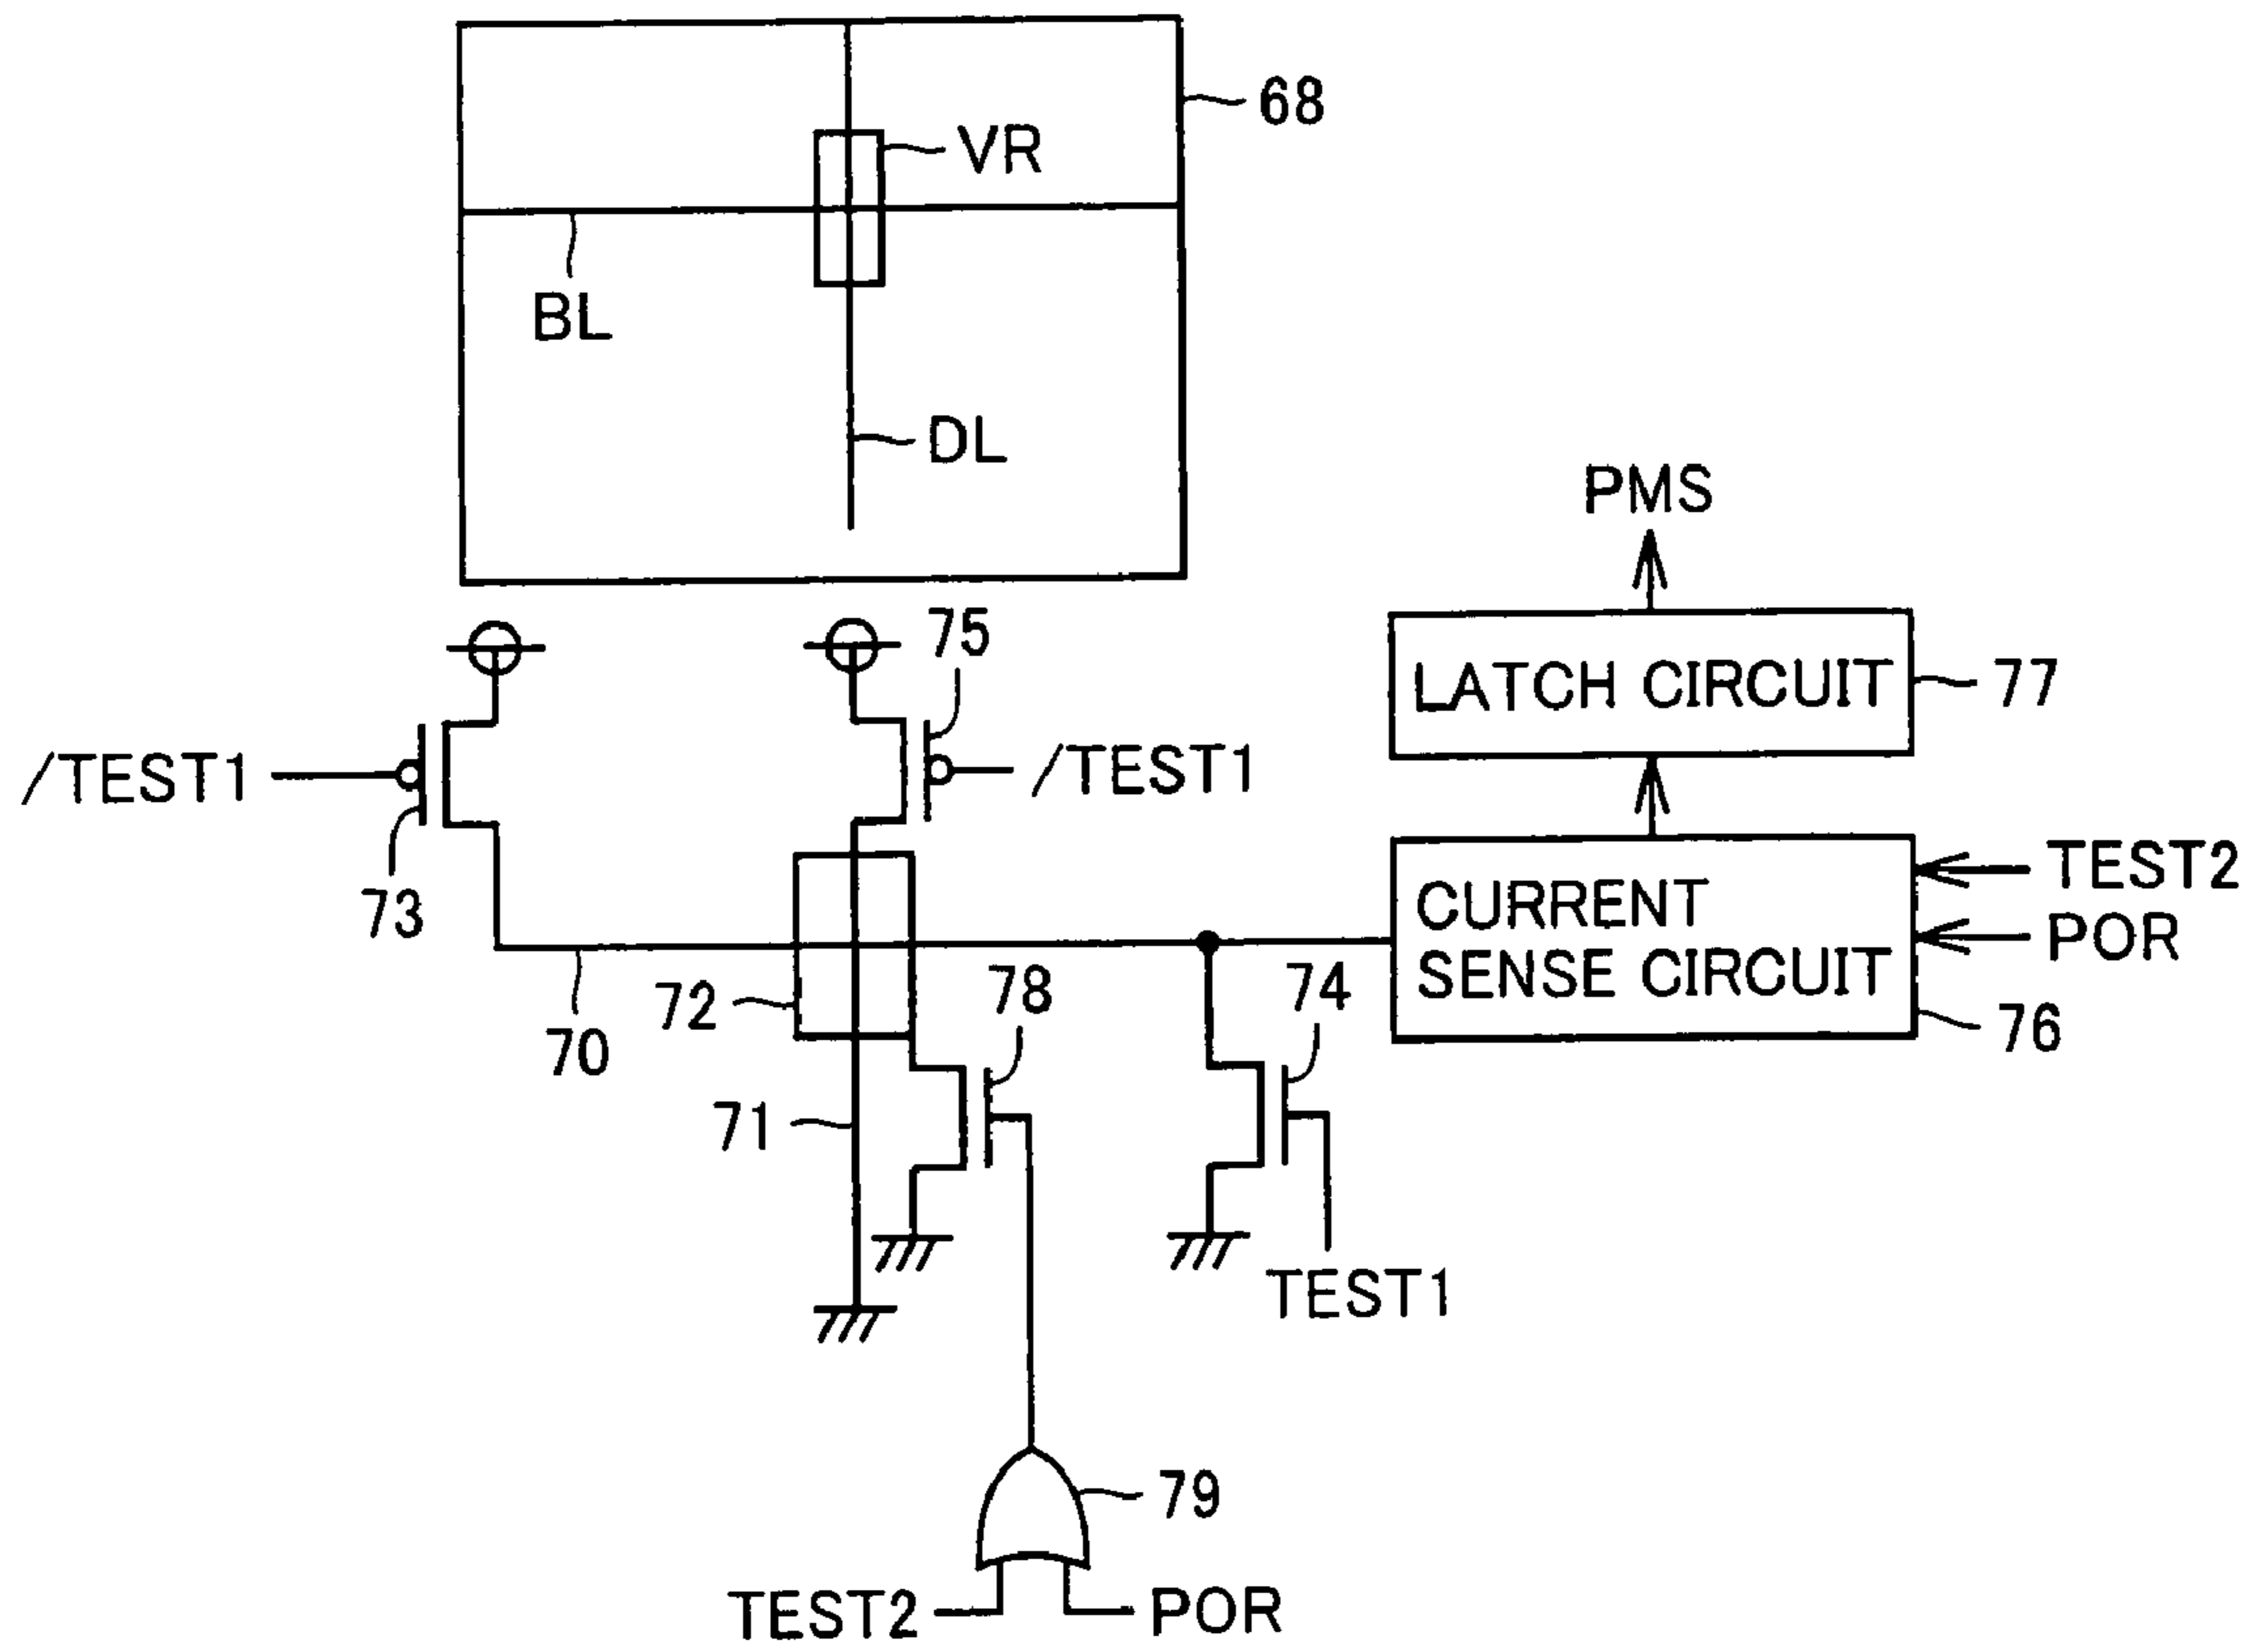 68
VR
BL
DL
PMS
75
LATCH CIRCUIT
77
/TEST1
/TEST1
73
CURRENT
SENSE CIRCUIT
TEST2
POR
76
70
72
78
74
71
TEST1
79
TEST2
POR